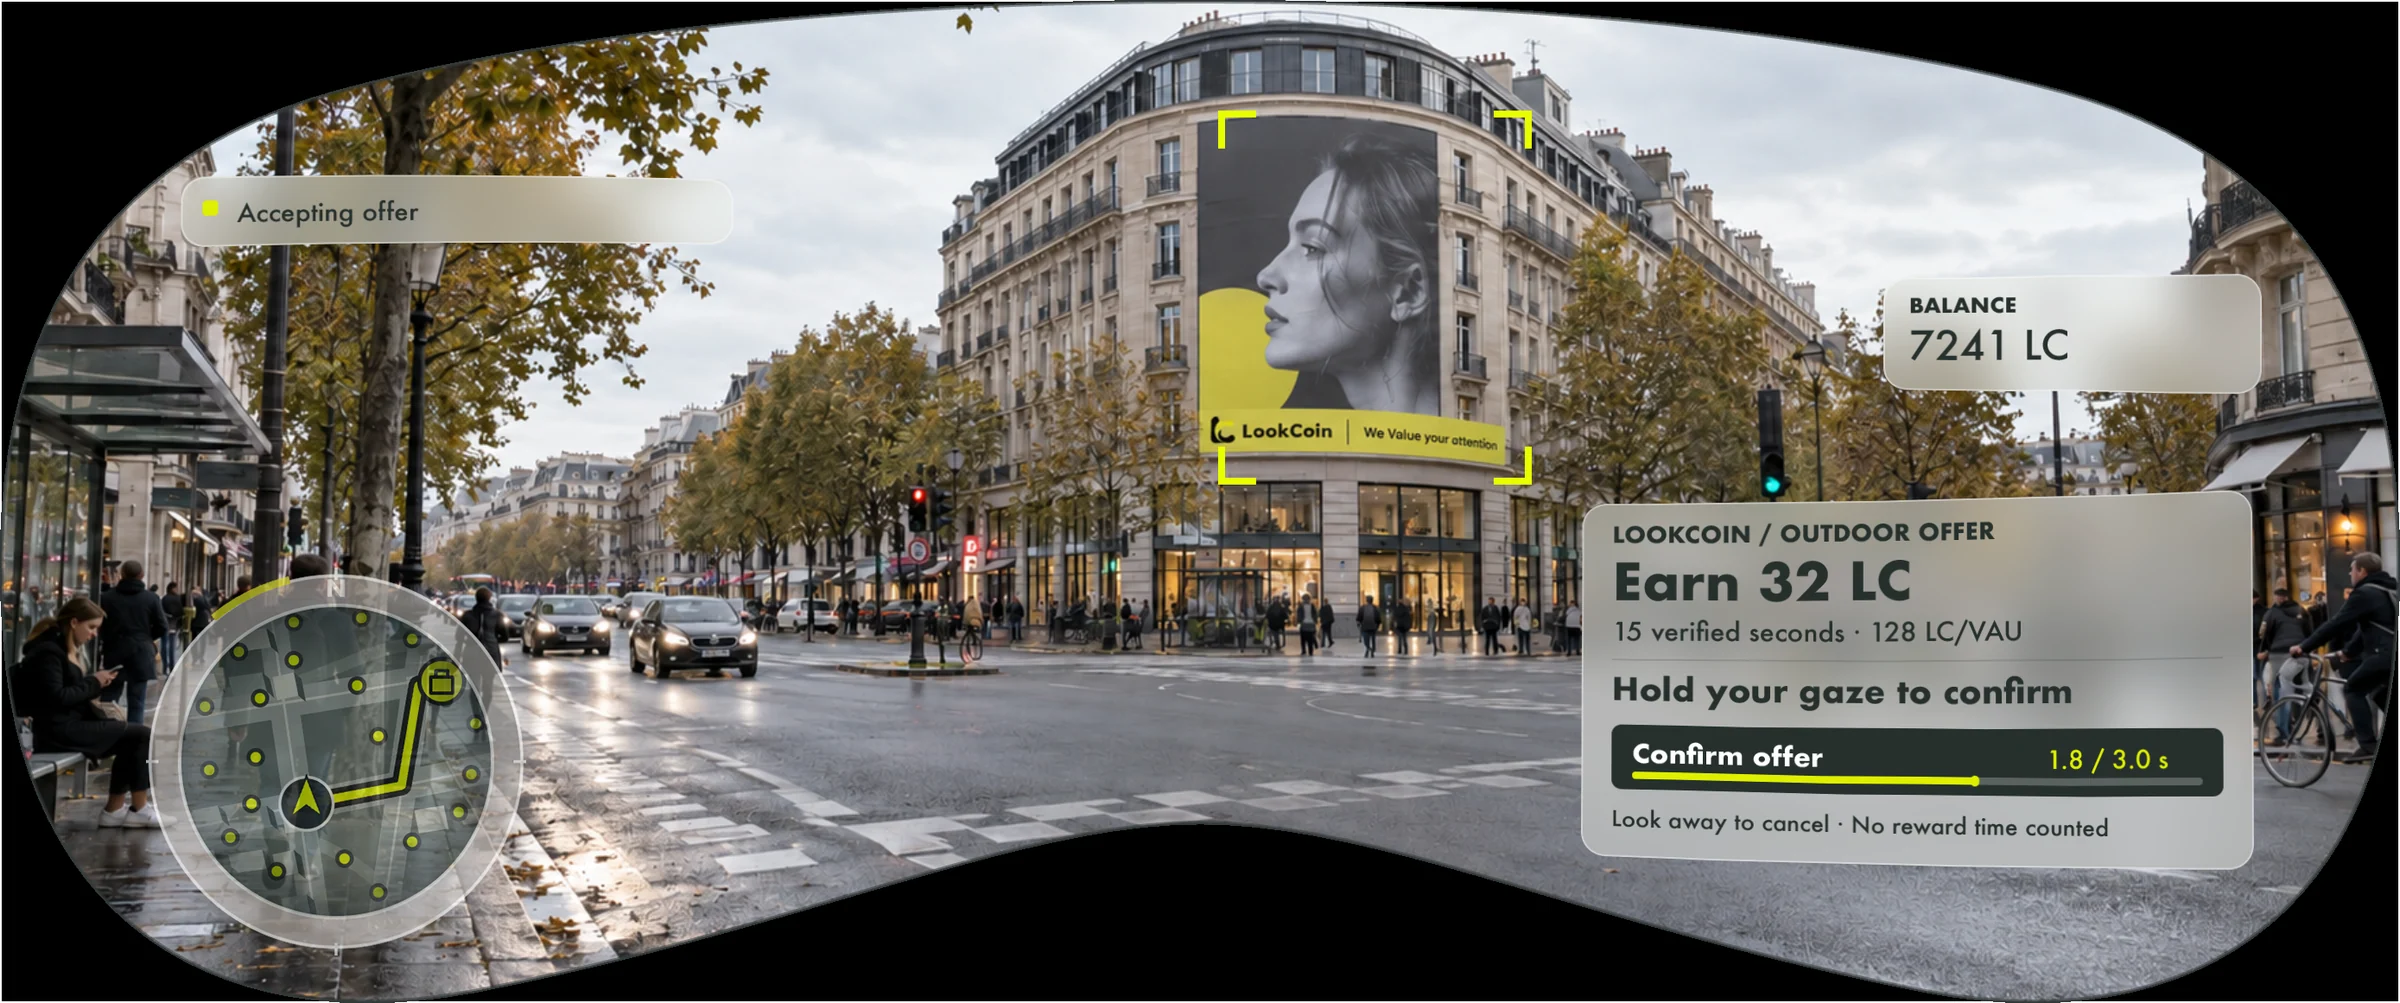 Accepting offer
BALANCE
7241 LC
LookCoin | We Value your attention
LOOKCOIN / OUTDOOR OFFER
Earn 32 LC
15 verified seconds · 128 LC/VAU
Hold your gaze to confirm
Confirm offer 1.8 / 3.0 s
Look away to cancel · No reward time counted
N